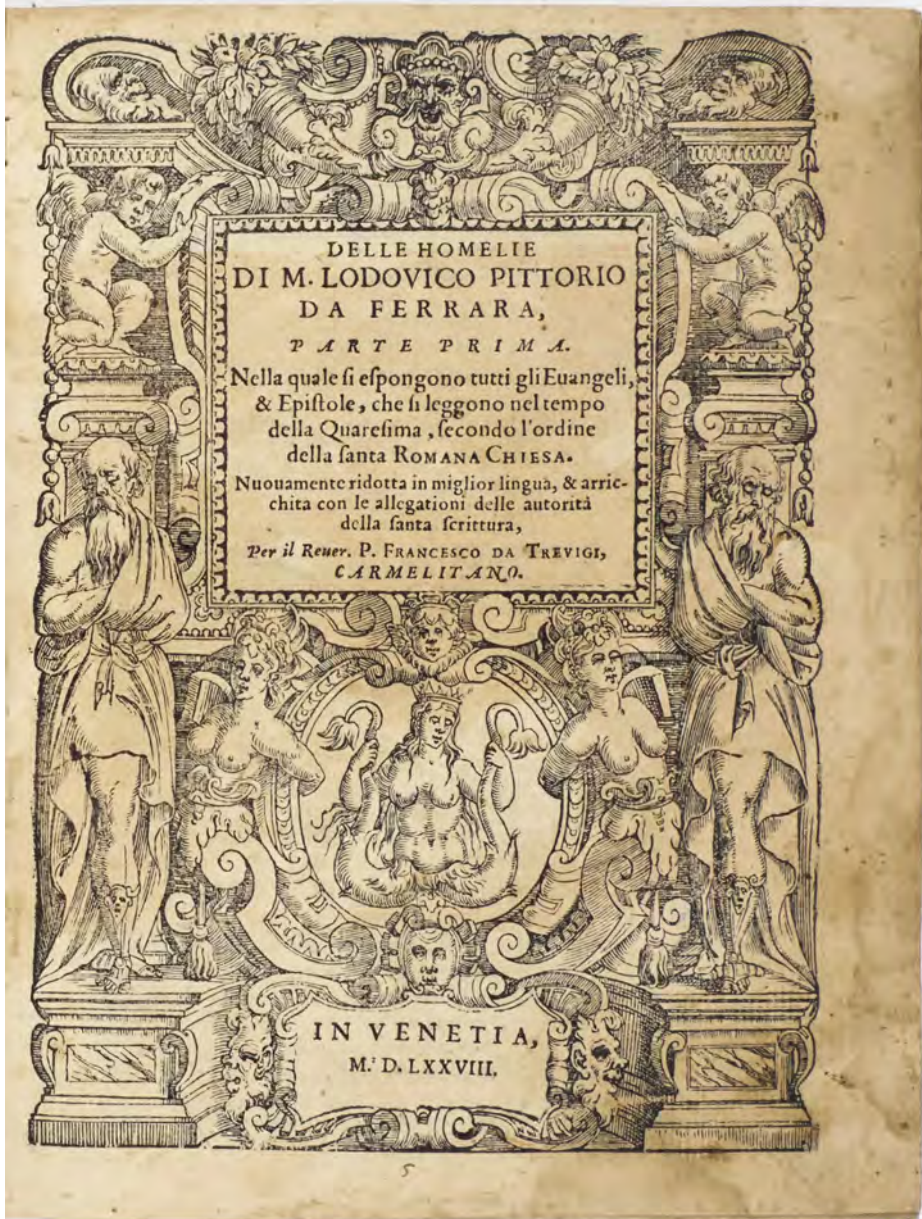 DELLE HOMELIE
DI M. LODOVICO PITTORIO
DA FERRARA,
PARTE PRIMA.
Nella quale ſi eſpongono tutti gli Euangeli,
& Epiſtole, che ſi leggono nel tempo
della Quareſima, ſecondo l'ordine
della ſanta ROMANA CHIESA.
Nuouamente ridotta in miglior lingua, & arric-
chita con le allegationi delle autorità
della ſanta ſcrittura,
Per il Reuer. P. FRANCESCO DA TREVIGI,
CARMELITANO.
IN VENETIA,
M. D. LXXVIII.
5